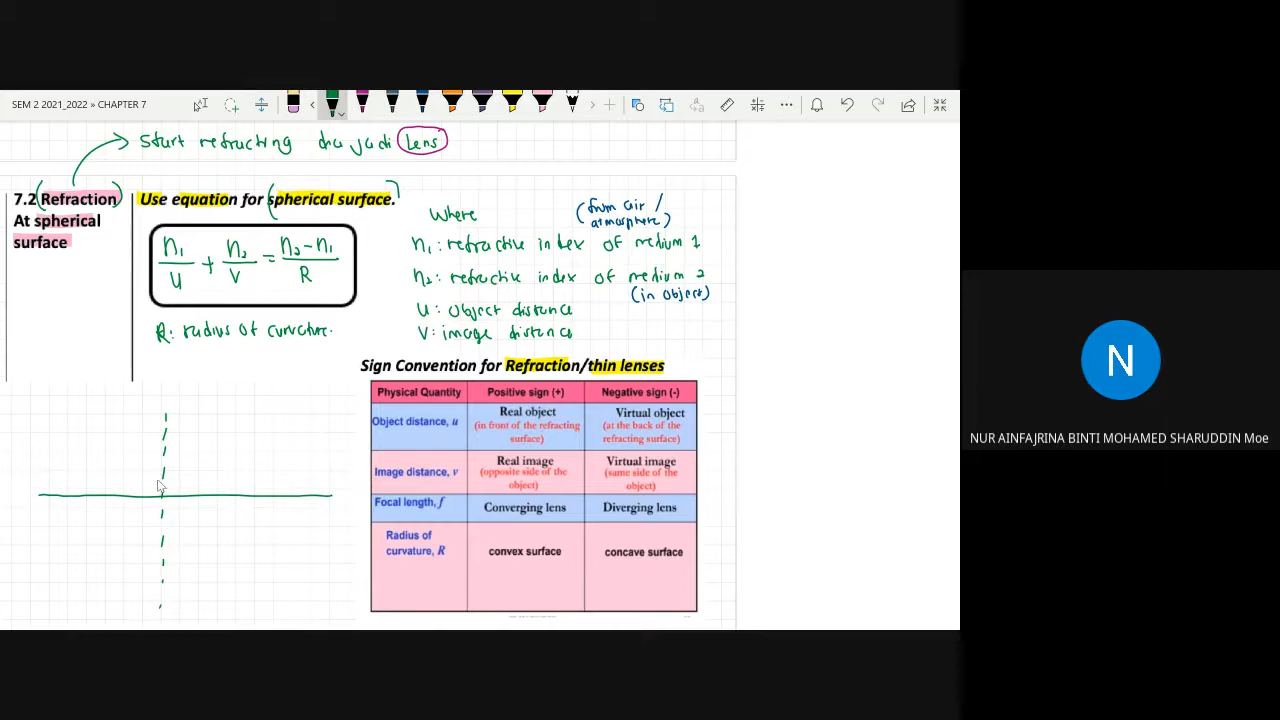 SEM 2 2021_2022 » CHAPTER 7
Start refracting dia jadi lens
7.2 Refraction
At spherical
surface
Use equation for spherical surface.
n₁/u + n₂/v = n₂-n₁/R
R: radius of curvature.
Where
(from air /
atmosphere)
n₁: refractive index of medium 1
n₂: refractive index of medium 2
(in object)
u: object distance
v: image distance
Sign Convention for Refraction/thin lenses
Physical Quantity Positive sign (+) Negative sign (-)
Object distance, u
Real object
(in front of the refracting
surface)
Virtual object
(at the back of the
refracting surface)
Image distance, v
Real image
(opposite side of the
object)
Virtual image
(same side of the
object)
Focal length, f Converging lens Diverging lens
Radius of
curvature, R
convex surface
concave surface
N
NUR AINFAJRINA BINTI MOHAMED SHARUDDIN Moe